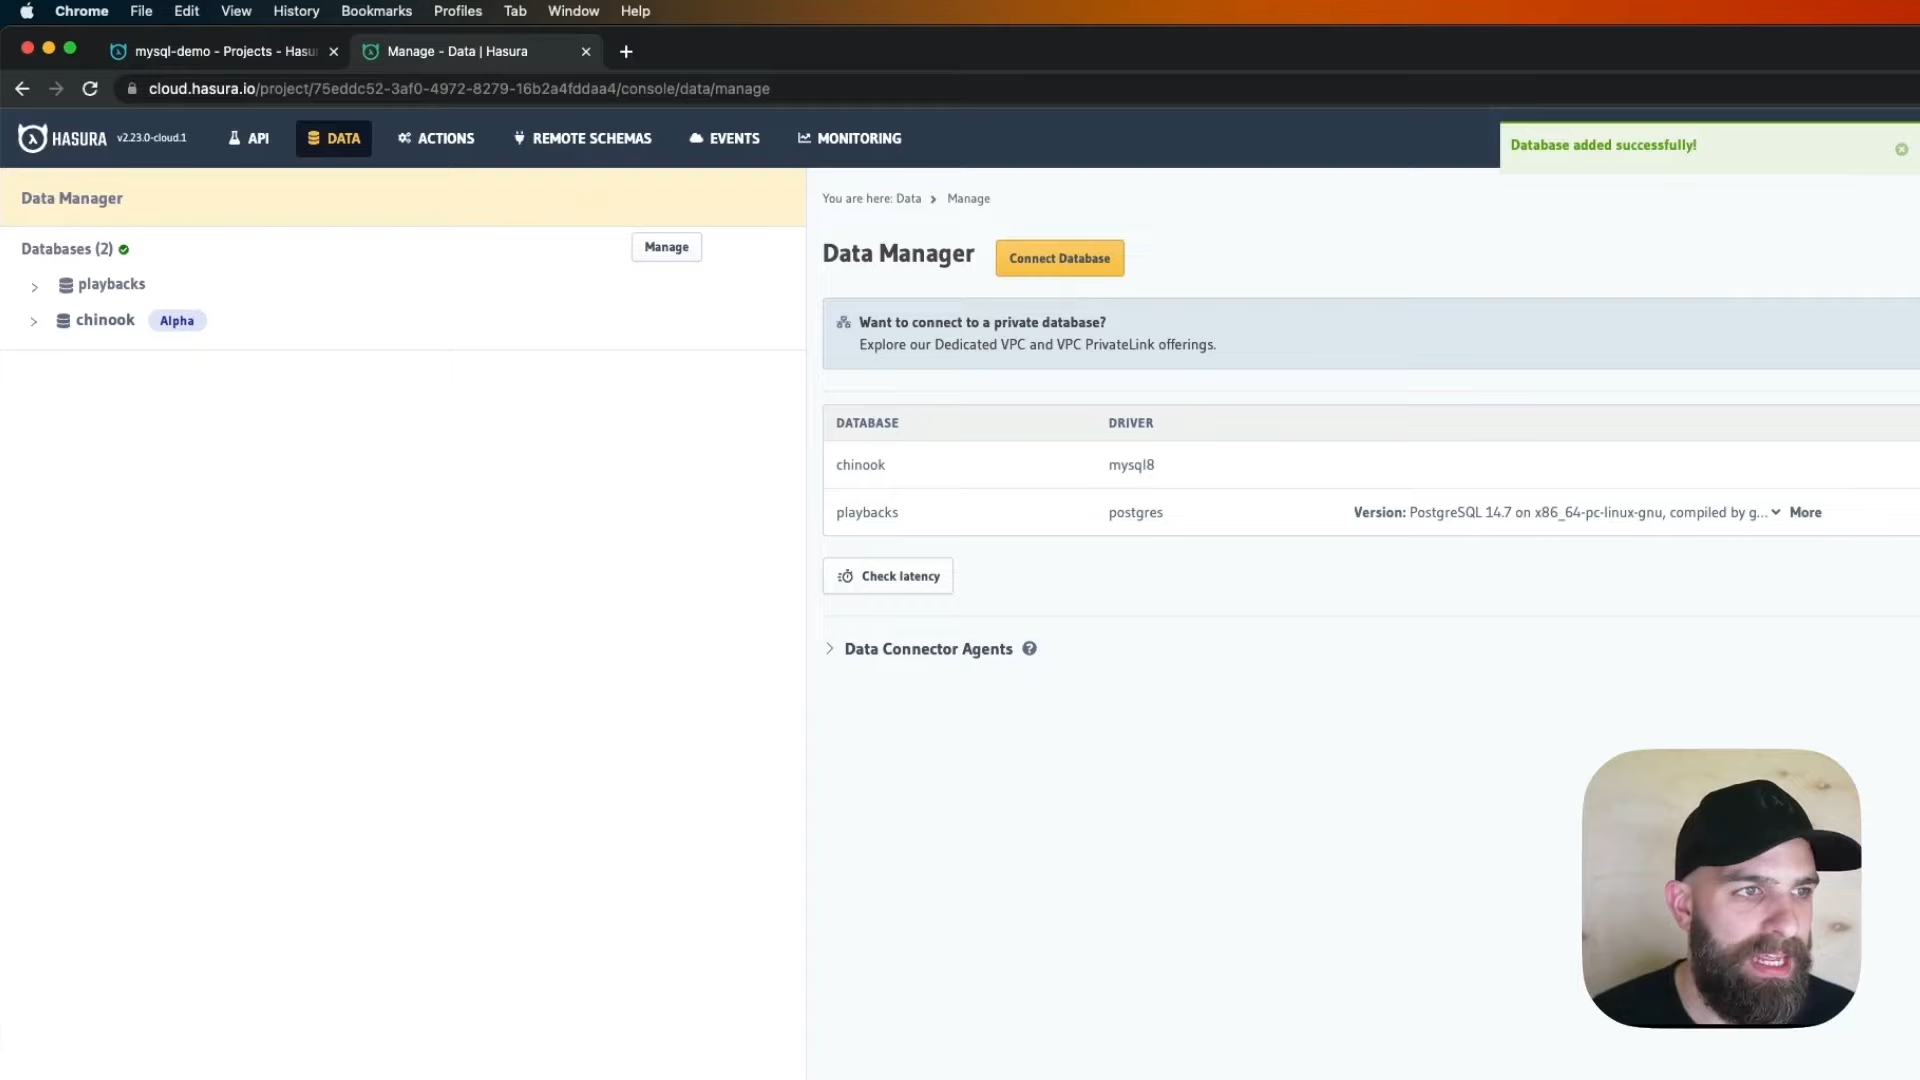 Chrome File Edit View History Bookmarks Profiles Tab Window Help
mysql-demo - Projects - Hasu
Manage - Data | Hasura
cloud.hasura.io/project/75eddc52-3af0-4972-8279-16b2a4fddaa4/console/data/manage
HASURA v2.23.0-cloud.1 API DATA ACTIONS REMOTE SCHEMAS EVENTS MONITORING
Database added successfully!
Data Manager
Databases (2)
Manage
playbacks
chinook Alpha
You are here: Data > Manage
Data Manager
Connect Database
Want to connect to a private database?
Explore our Dedicated VPC and VPC PrivateLink offerings.
DATABASE DRIVER
chinook mysql8
playbacks postgres Version: PostgreSQL 14.7 on x86_64-pc-linux-gnu, compiled by g... More
Check latency
Data Connector Agents